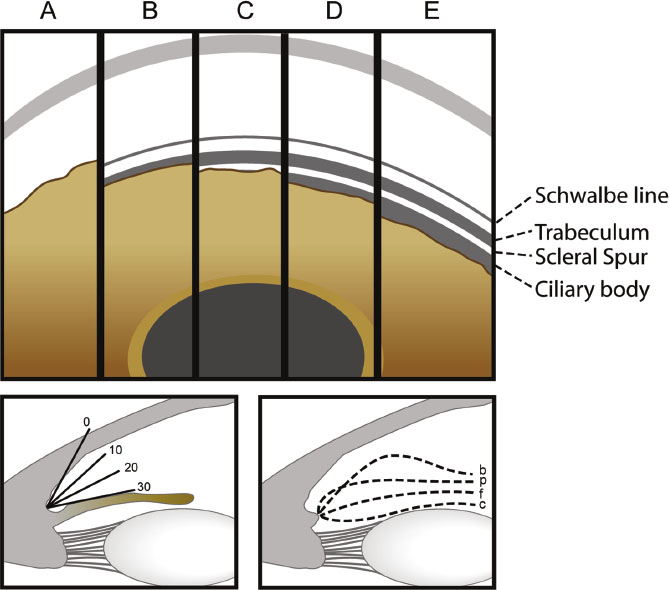 A B C D E
Schwalbe line
Trabeculum
Scleral Spur
Ciliary body
0
10
20
30
b
p
f
c